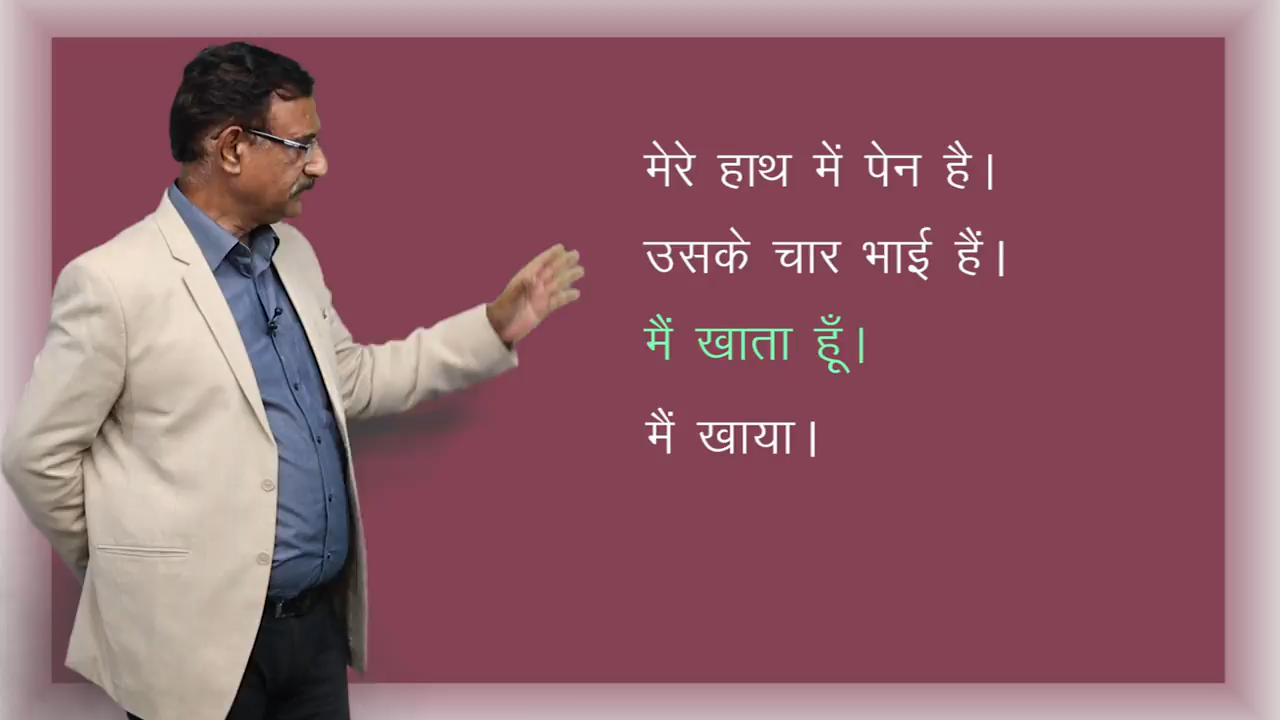 मेरे हाथ में पेन है।
उसके चार भाई हैं।
मैं खाता हूँ।
मैं खाया।